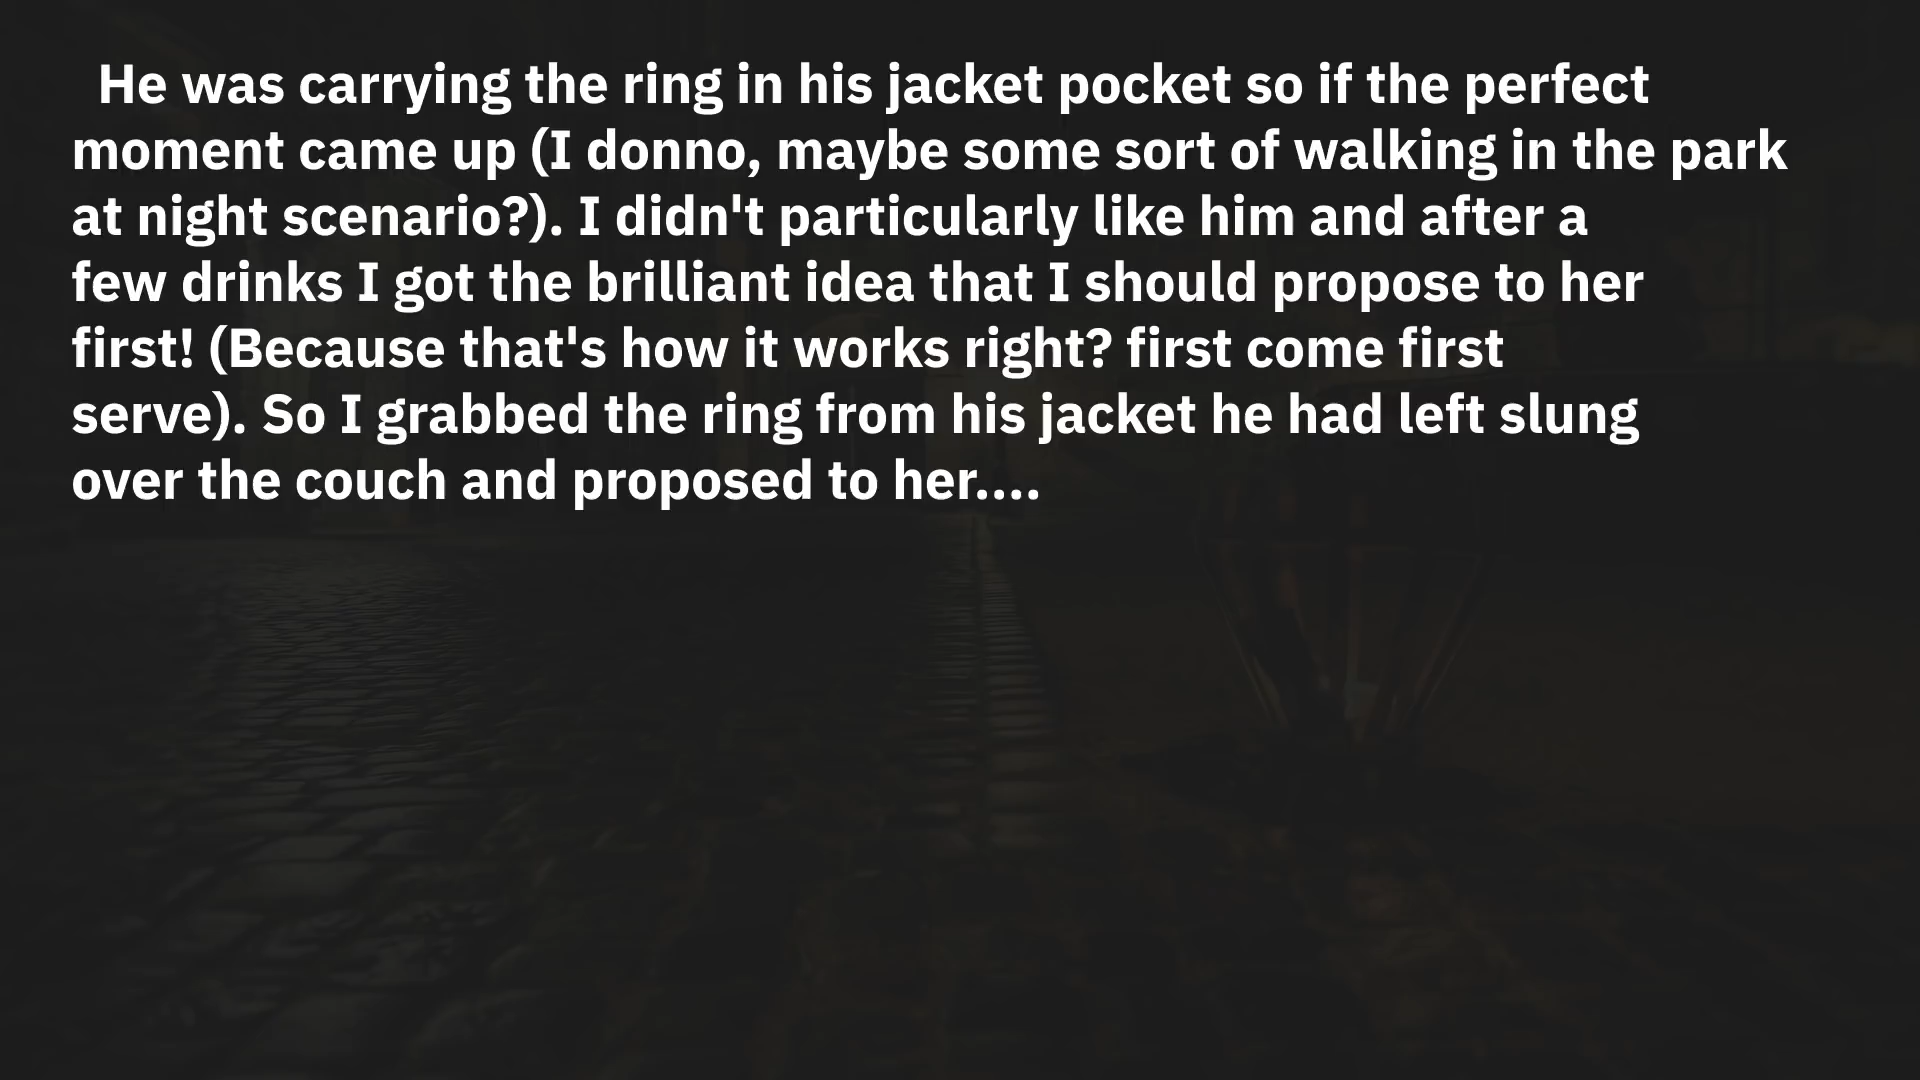 He was carrying the ring in his jacket pocket so if the perfect
moment came up (I donno, maybe some sort of walking in the park
at night scenario?). I didn't particularly like him and after a
few drinks I got the brilliant idea that I should propose to her
first! (Because that's how it works right? first come first
serve). So I grabbed the ring from his jacket he had left slung
over the couch and proposed to her....